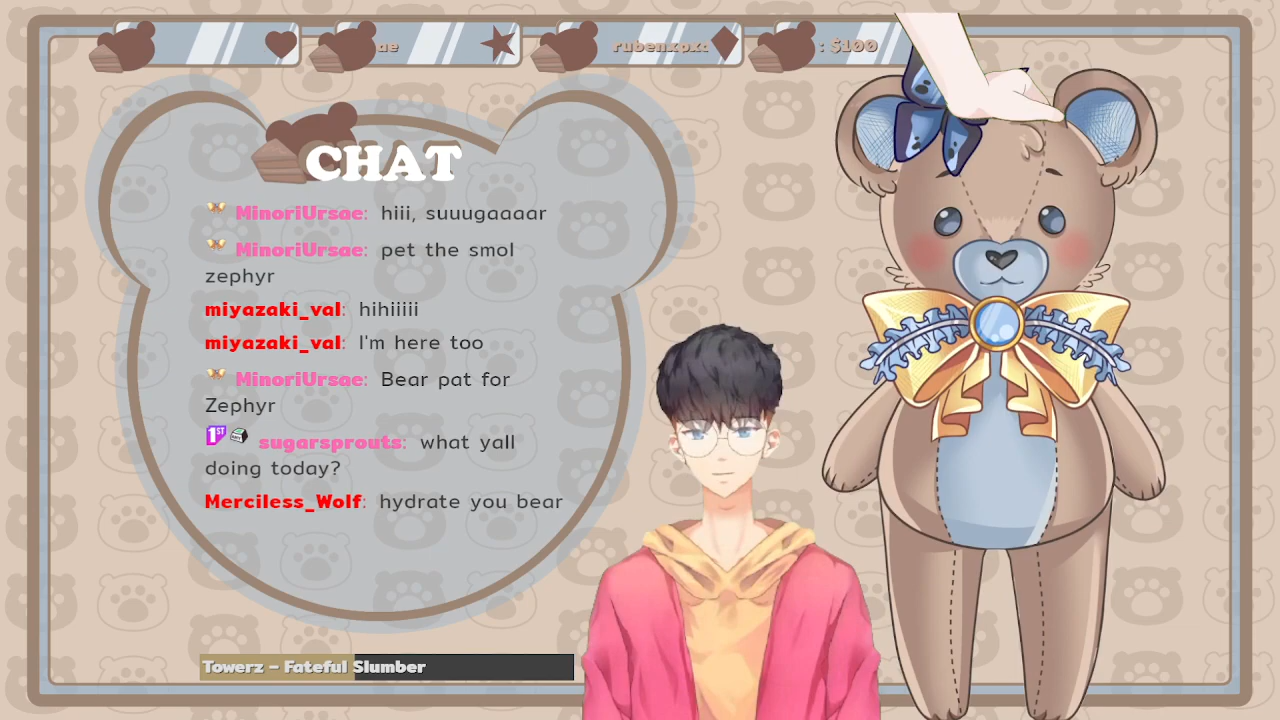 ae
rubenxoxt
: $100
CHAT
MinoriUrsae: hiii, suuugaaaar
MinoriUrsae: pet the smol
zephyr
miyazaki_val: hihiiiii
miyazaki_val: I'm here too
MinoriUrsae: Bear pat for
Zephyr
1ST sugarsprouts: what yall
doing today?
Merciless_Wolf: hydrate you bear
Towerz – Fateful Slumber